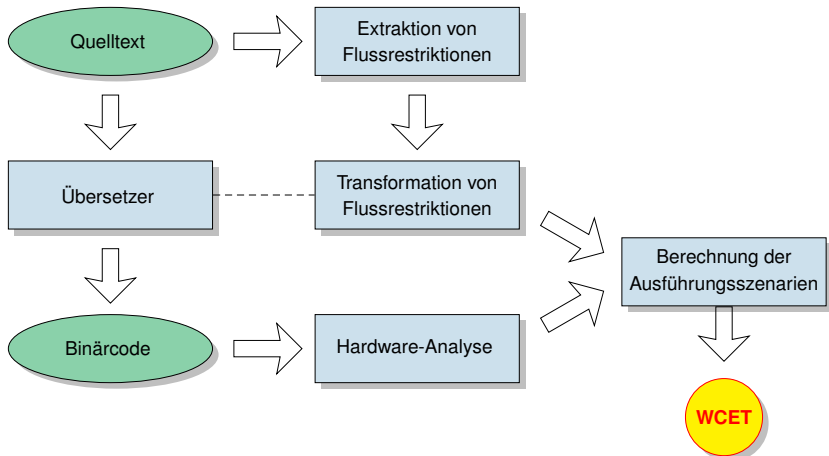 Quelltext
Extraktion von
Flussrestriktionen
Übersetzer
Transformation von
Flussrestriktionen
Berechnung der
Ausführungsszenarien
Binärcode
Hardware-Analyse
WCET